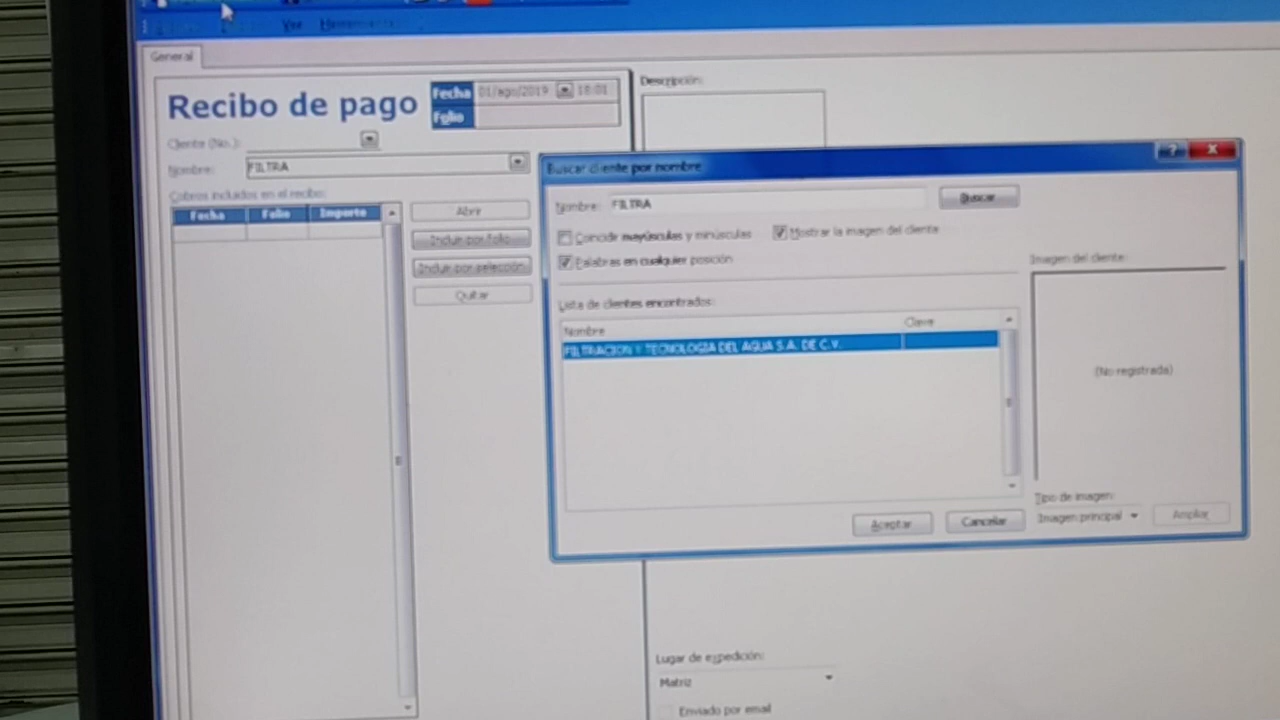 Ver Herramientas
General
Recibo de pago
Fecha 01/ago/2019 18:01
Folio
Descripción:
Cliente (No.):
Nombre: FILTRA
Cobros incluidos en el recibo:
Fecha Folio Importe
Abrir
Incluir por folio
Incluir por selección
Quitar
Buscar cliente por nombre
Nombre: FILTRA
Buscar
Coincidir mayúsculas y minúsculas
Mostrar la imagen del cliente
Palabras en cualquier posición
Imagen del cliente:
Lista de clientes encontrados:
Nombre Clave
FILTRACION Y TECNOLOGIA DEL AGUA S.A. DE C.V.
(No registrada)
Tipo de imagen:
Imagen principal
Ampliar
Aceptar
Cancelar
Lugar de expedición:
Matriz
Enviado por email